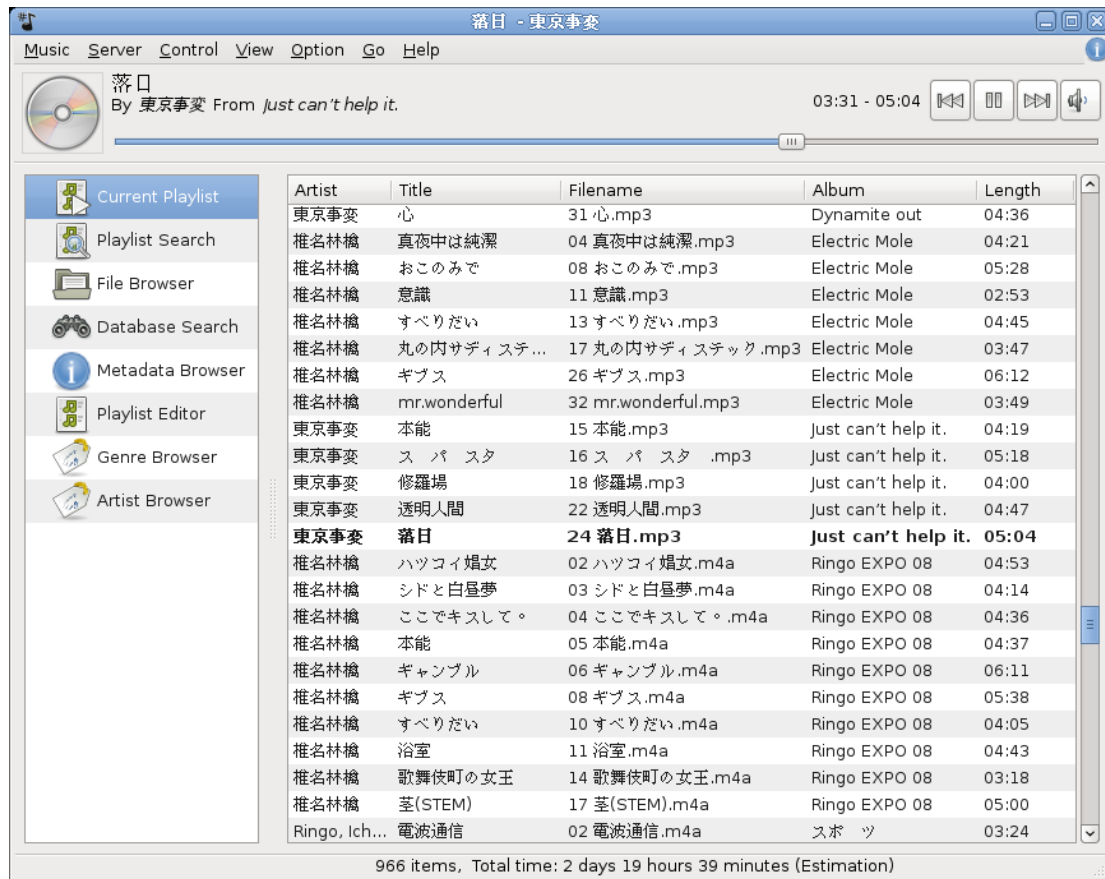 落日 - 東京事変
Music Server Control View Option Go Help
落日
By 東京事変 From Just can't help it.
03:31 - 05:04
Current Playlist
Playlist Search
File Browser
Database Search
Metadata Browser
Playlist Editor
Genre Browser
Artist Browser
Artist Title Filename Album Length
東京事変 心 31 心.mp3 Dynamite out 04:36
椎名林檎 真夜中は純潔 04 真夜中は純潔.mp3 Electric Mole 04:21
椎名林檎 おこのみで 08 おこのみで.mp3 Electric Mole 05:28
椎名林檎 意識 11 意識.mp3 Electric Mole 02:53
椎名林檎 すべりだい 13 すべりだい.mp3 Electric Mole 04:45
椎名林檎 丸の内サディステ... 17 丸の内サディステック.mp3 Electric Mole 03:47
椎名林檎 ギブス 26 ギブス.mp3 Electric Mole 06:12
椎名林檎 mr.wonderful 32 mr.wonderful.mp3 Electric Mole 03:49
東京事変 本能 15 本能.mp3 Just can't help it. 04:19
東京事変 ス パ スタ 16 ス パ スタ .mp3 Just can't help it. 05:18
東京事変 修羅場 18 修羅場.mp3 Just can't help it. 04:00
東京事変 透明人間 22 透明人間.mp3 Just can't help it. 04:47
東京事変 落日 24 落日.mp3 Just can't help it. 05:04
椎名林檎 ハツコイ娼女 02 ハツコイ娼女.m4a Ringo EXPO 08 04:53
椎名林檎 シドと白昼夢 03 シドと白昼夢.m4a Ringo EXPO 08 04:14
椎名林檎 ここでキスして。 04 ここでキスして。.m4a Ringo EXPO 08 04:36
椎名林檎 本能 05 本能.m4a Ringo EXPO 08 04:37
椎名林檎 ギャンブル 06 ギャンブル.m4a Ringo EXPO 08 06:11
椎名林檎 ギブス 08 ギブス.m4a Ringo EXPO 08 05:38
椎名林檎 すべりだい 10 すべりだい.m4a Ringo EXPO 08 04:05
椎名林檎 浴室 11 浴室.m4a Ringo EXPO 08 04:43
椎名林檎 歌舞伎町の女王 14 歌舞伎町の女王.m4a Ringo EXPO 08 03:18
椎名林檎 茎(STEM) 17 茎(STEM).m4a Ringo EXPO 08 05:00
Ringo, Ich... 電波通信 02 電波通信.m4a スポ ツ 03:24
966 items, Total time: 2 days 19 hours 39 minutes (Estimation)